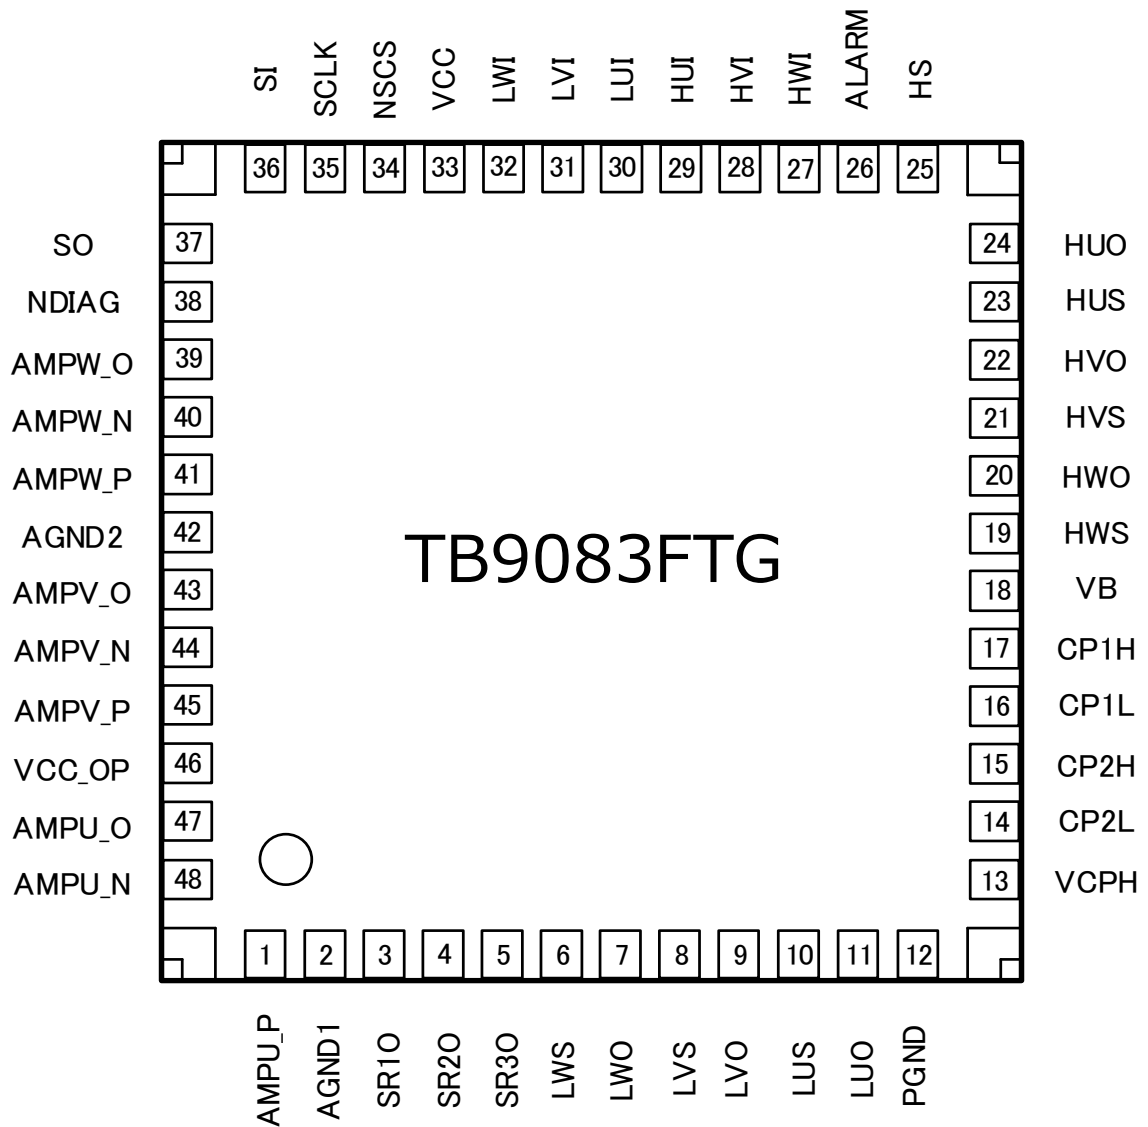 SI SCLK NSCS VCC LWI LVI LUI HUI HVI HWI ALARM HS
36 35 34 33 32 31 30 29 28 27 26 25
SO 37 24 HUO
NDIAG 38 23 HUS
AMPW_O 39 22 HVO
AMPW_N 40 21 HVS
AMPW_P 41 20 HWO
AGND2 42 19 HWS
TB9083FTG
AMPV_O 43 18 VB
AMPV_N 44 17 CP1H
AMPV_P 45 16 CP1L
VCC_OP 46 15 CP2H
AMPU_O 47 14 CP2L
AMPU_N 48 13 VCPH
1 2 3 4 5 6 7 8 9 10 11 12
AMPU_P AGND1 SR1O SR2O SR3O LWS LWO LVS LVO LUS LUO PGND